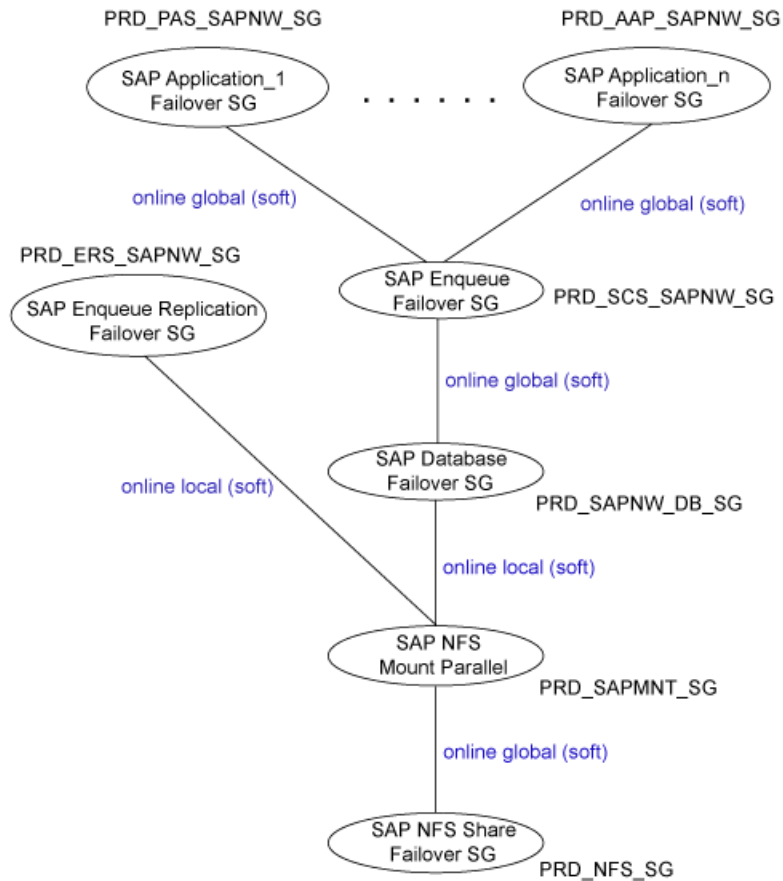 PRD_PAS_SAPNW_SG
PRD_AAP_SAPNW_SG
SAP Application_1
Failover SG
. . . . . .
SAP Application_n
Failover SG
online global (soft)
online global (soft)
PRD_ERS_SAPNW_SG
SAP Enqueue Replication
Failover SG
SAP Enqueue
Failover SG
PRD_SCS_SAPNW_SG
online global (soft)
SAP Database
Failover SG
PRD_SAPNW_DB_SG
online local (soft)
online local (soft)
SAP NFS
Mount Parallel
PRD_SAPMNT_SG
online global (soft)
SAP NFS Share
Failover SG
PRD_NFS_SG